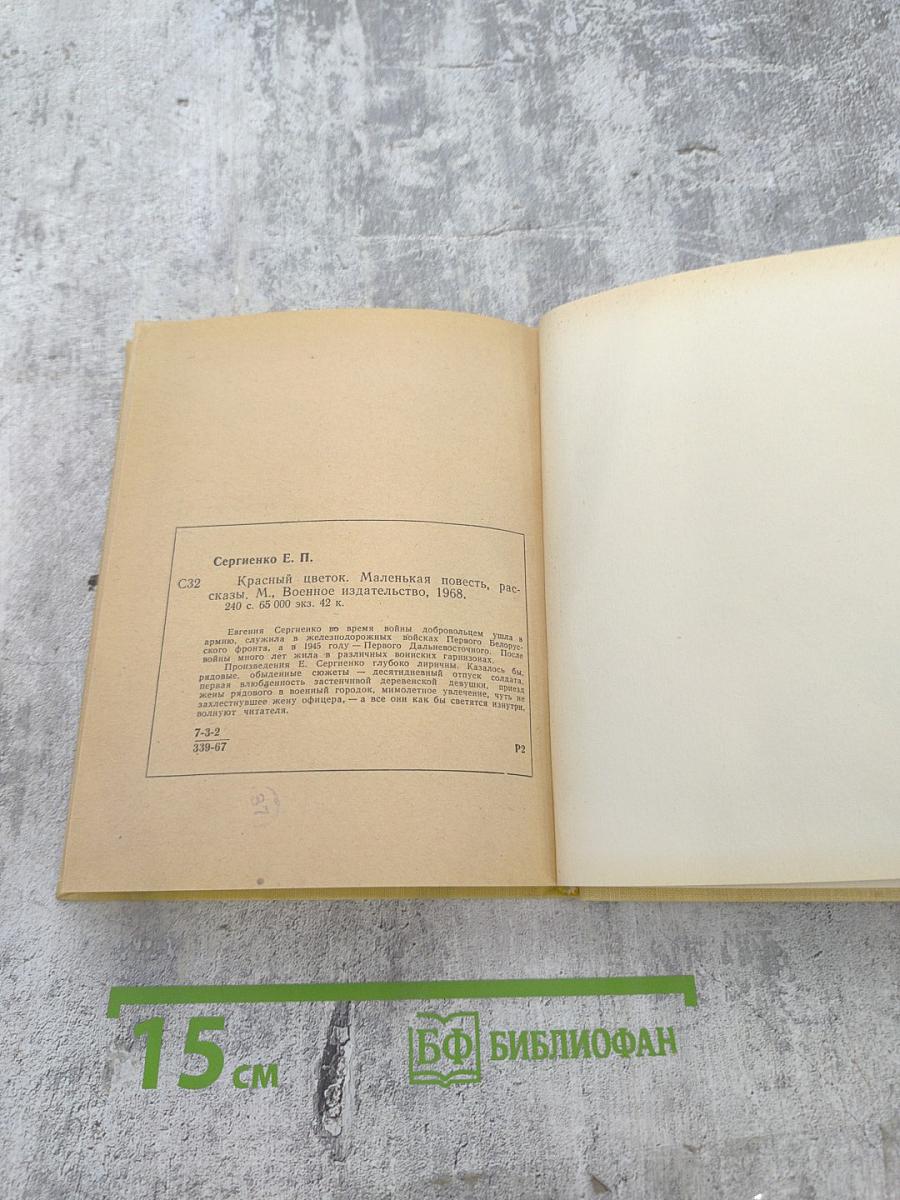 Сергиенко Е. П.
С32 Красный цветок. Маленькая повесть, рас-
сказы. М., Военное издательство, 1968.
240 с. 65 000 экз. 42 к.
Евгения Сергиенко во время войны добровольцем ушла в
армию, служила в железнодорожных войсках Первого Белорус-
ского фронта, а в 1945 году — Первого Дальневосточного. После
войны много лет жила в различных воинских гарнизонах.
Произведения Е. Сергиенко глубоко лиричны. Казалось бы,
рядовые, обыденные сюжеты — десятидневный отпуск солдата,
первая влюбленность застенчивой деревенской девушки, приезд
жены рядового в военный городок, мимолетное увлечение, чуть не
захлестнувшее жену офицера, — а все они как бы светятся изнутри,
волнуют читателя.
7-3-2
339-67
Р2
37
15 см
БФ БИБЛИОФАН